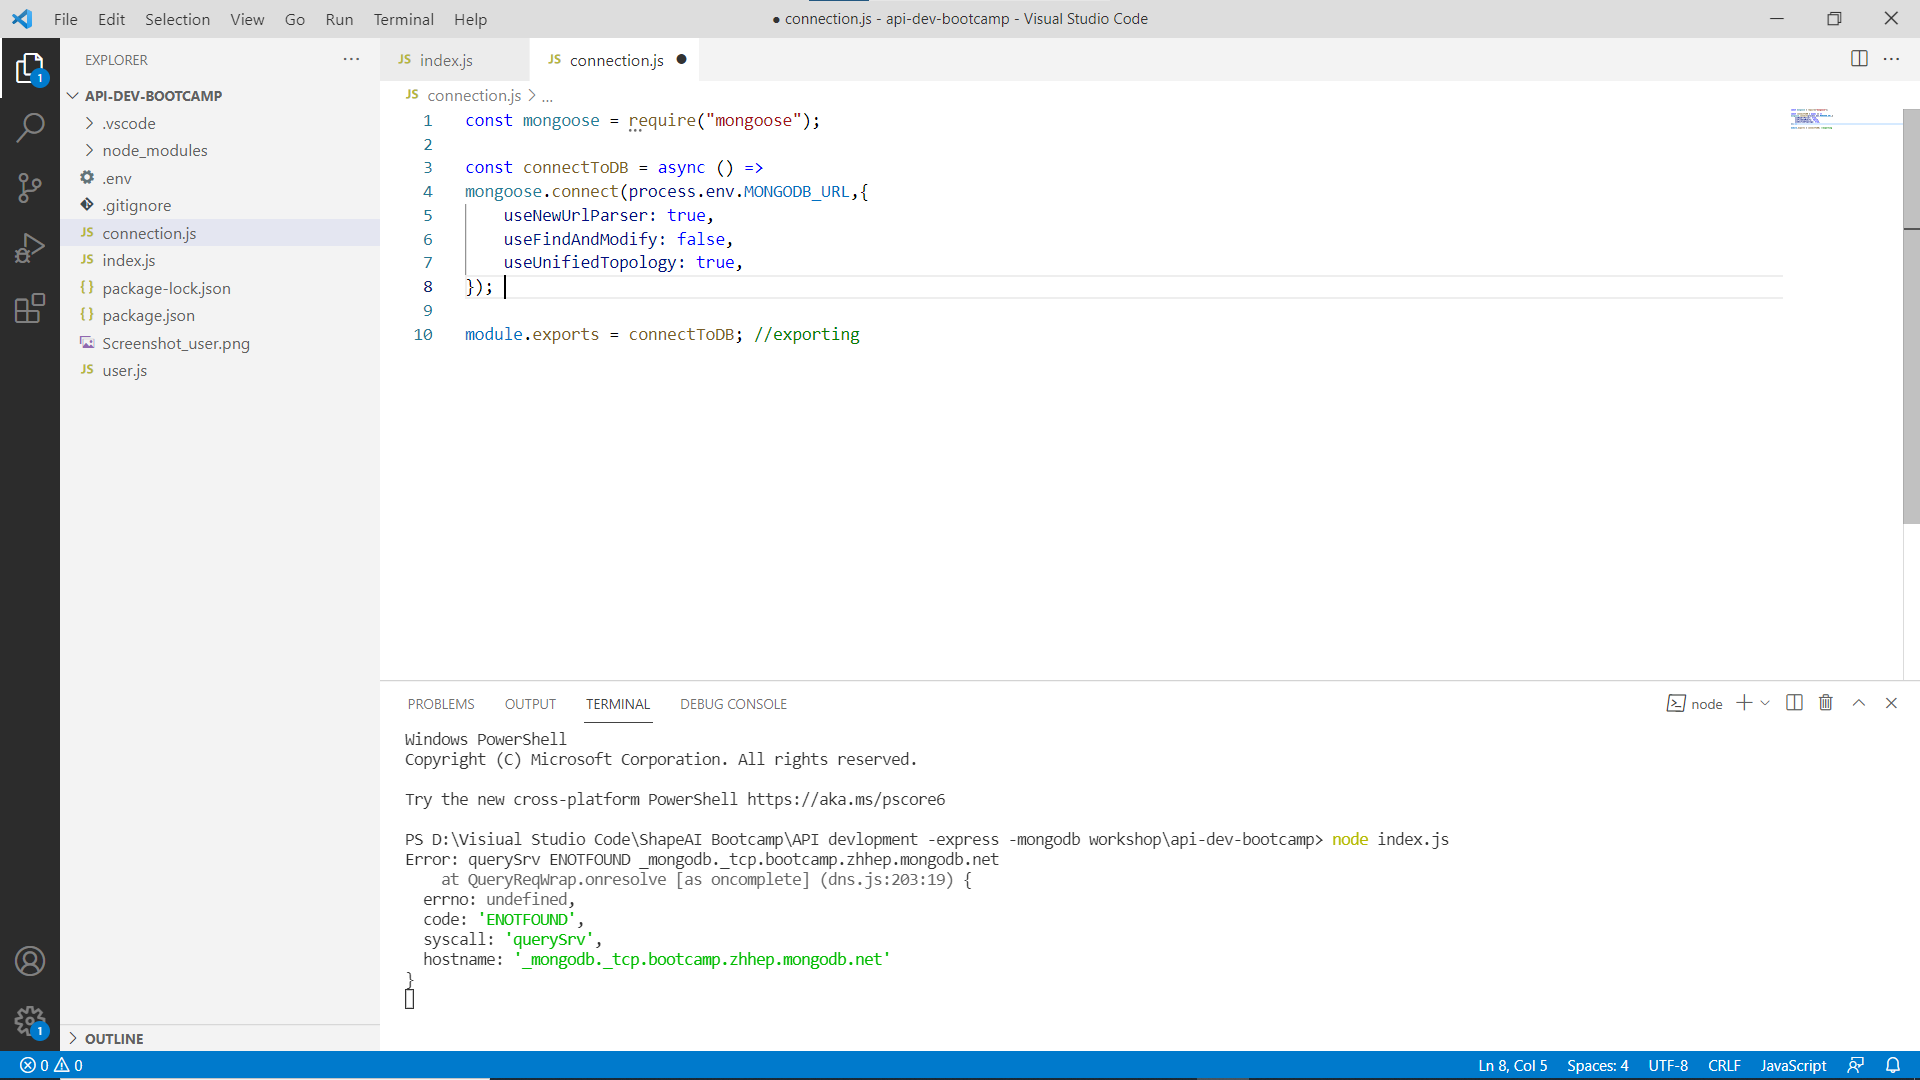 File Edit Selection View Go Run Terminal Help
● connection.js - api-dev-bootcamp - Visual Studio Code
EXPLORER
JS index.js
JS connection.js ●
API-DEV-BOOTCAMP
.vscode
node_modules
.env
.gitignore
JS connection.js
JS index.js
{} package-lock.json
{} package.json
Screenshot_user.png
JS user.js
OUTLINE
1
1
JS connection.js > ...
1 const mongoose = require("mongoose");
2
3 const connectToDB = async () =>
4 mongoose.connect(process.env.MONGODB_URL,{
5 useNewUrlParser: true,
6 useFindAndModify: false,
7 useUnifiedTopology: true,
8 });
9
10 module.exports = connectToDB; //exporting
PROBLEMS OUTPUT TERMINAL DEBUG CONSOLE
node
Windows PowerShell
Copyright (C) Microsoft Corporation. All rights reserved.
Try the new cross-platform PowerShell https://aka.ms/pscore6
PS D:\Visiual Studio Code\ShapeAI Bootcamp\API devlopment -express -mongodb workshop\api-dev-bootcamp> node index.js
Error: querySrv ENOTFOUND _mongodb._tcp.bootcamp.zhhep.mongodb.net
at QueryReqWrap.onresolve [as oncomplete] (dns.js:203:19) {
errno: undefined,
code: 'ENOTFOUND',
syscall: 'querySrv',
hostname: '_mongodb._tcp.bootcamp.zhhep.mongodb.net'
}
0 0
Ln 8, Col 5 Spaces: 4 UTF-8 CRLF JavaScript